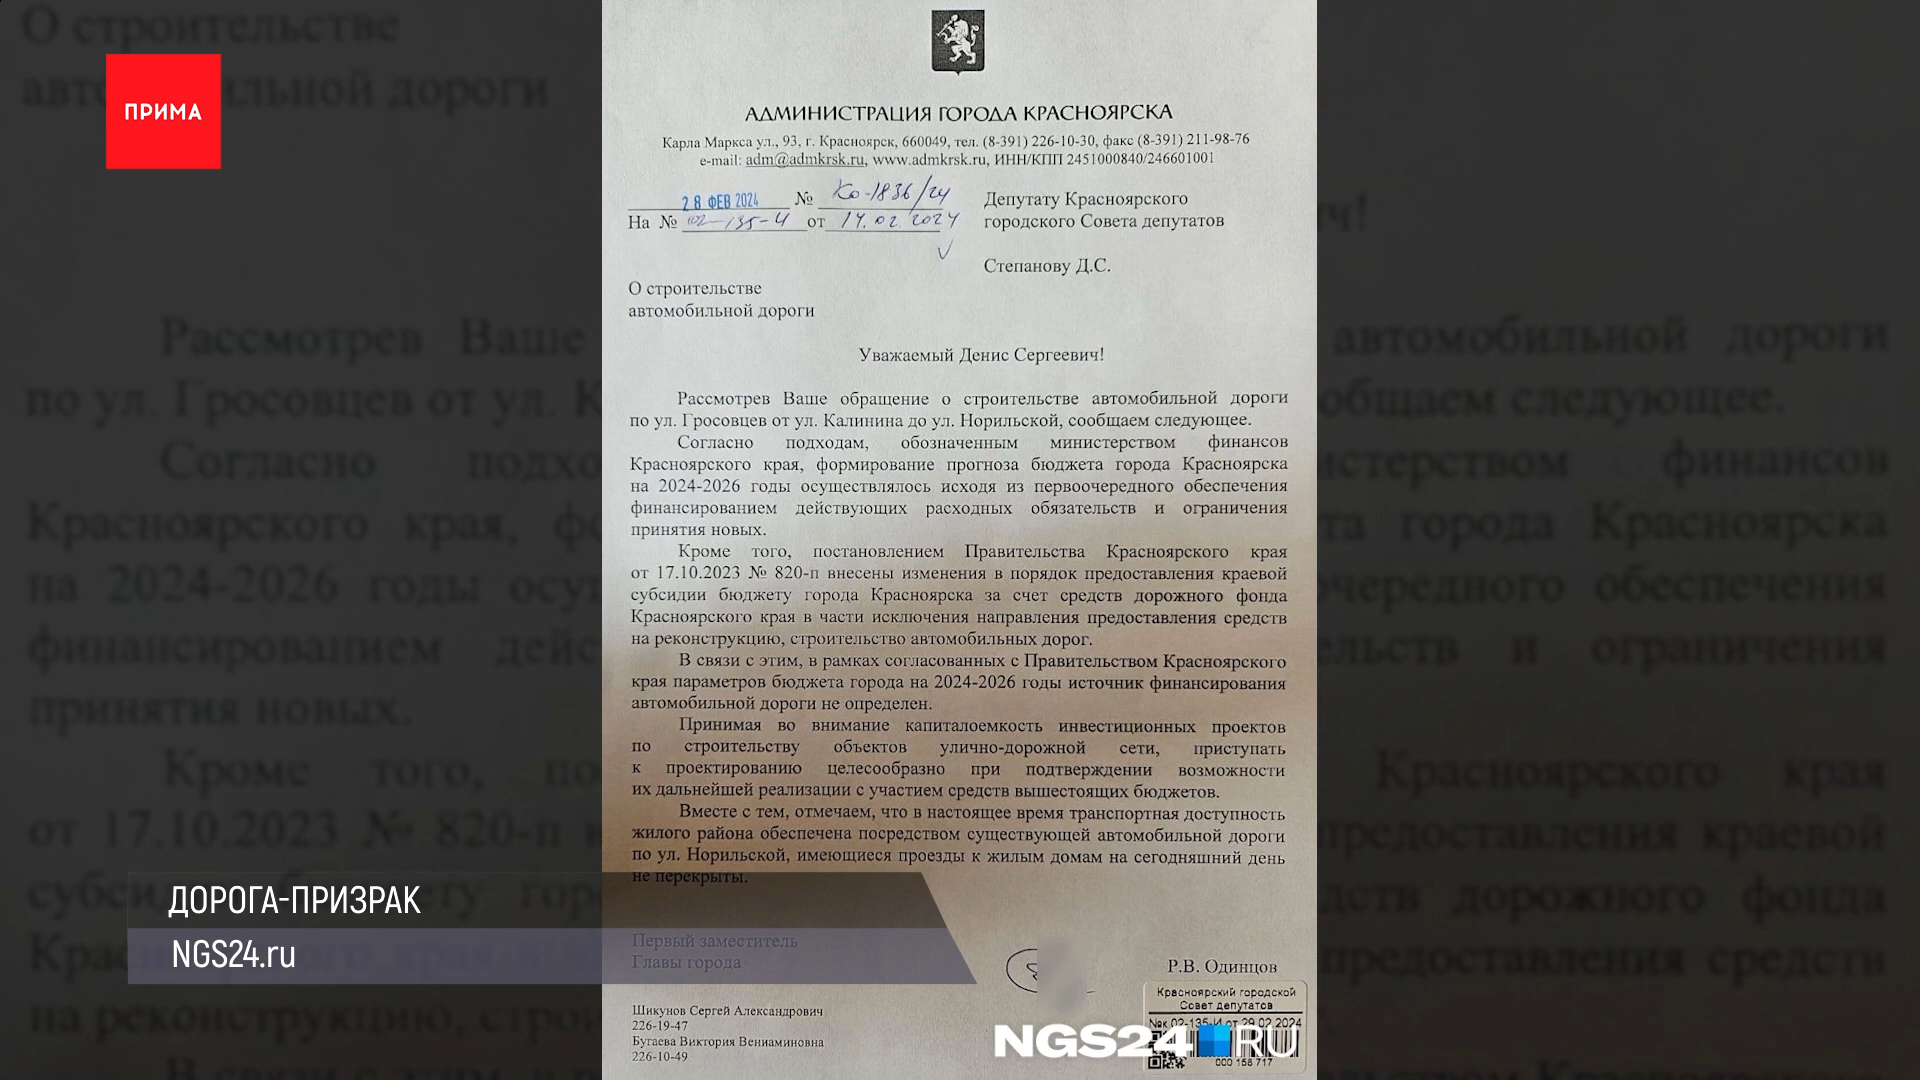 ПРИМА
АДМИНИСТРАЦИЯ ГОРОДА КРАСНОЯРСКА
Карла Маркса ул., 93, г. Красноярск, 660049, тел. (8-391) 226-10-30, факс (8-391) 211-98-76
e-mail: adm@admkrsk.ru, www.admkrsk.ru, ИНН/КПП 2451000840/246601001
28 ФЕВ 2024 № Ко-1836/24
На № 02-135-И от 14.02.2024
Депутату Красноярского
городского Совета депутатов
Степанову Д.С.
О строительстве
автомобильной дороги
Уважаемый Денис Сергеевич!
Рассмотрев Ваше обращение о строительстве автомобильной дороги
по ул. Гросовцев от ул. Калинина до ул. Норильской, сообщаем следующее.
Согласно подходам, обозначенным министерством финансов
Красноярского края, формирование прогноза бюджета города Красноярска
на 2024-2026 годы осуществлялось исходя из первоочередного обеспечения
финансированием действующих расходных обязательств и ограничения
принятия новых.
Кроме того, постановлением Правительства Красноярского края
от 17.10.2023 № 820-п внесены изменения в порядок предоставления краевой
субсидии бюджету города Красноярска за счет средств дорожного фонда
Красноярского края в части исключения направления предоставления средств
на реконструкцию, строительство автомобильных дорог.
В связи с этим, в рамках согласованных с Правительством Красноярского
края параметров бюджета города на 2024-2026 годы источник финансирования
автомобильной дороги не определен.
Принимая во внимание капиталоемкость инвестиционных проектов
по строительству объектов улично-дорожной сети, приступать
к проектированию целесообразно при подтверждении возможности
их дальнейшей реализации с участием средств вышестоящих бюджетов.
Вместе с тем, отмечаем, что в настоящее время транспортная доступность
жилого района обеспечена посредством существующей автомобильной дороги
по ул. Норильской, имеющиеся проезды к жилым домам на сегодняшний день
не перекрыты.
Первый заместитель
Главы города
Р.В. Одинцов
Шикунов Сергей Александрович
226-19-47
Бугаева Виктория Вениаминовна
226-10-49
Красноярский городской
Совет депутатов
№к 02-135-И от 29.02.2024
000 158 717
NGS24 RU
ДОРОГА-ПРИЗРАК
NGS24.ru